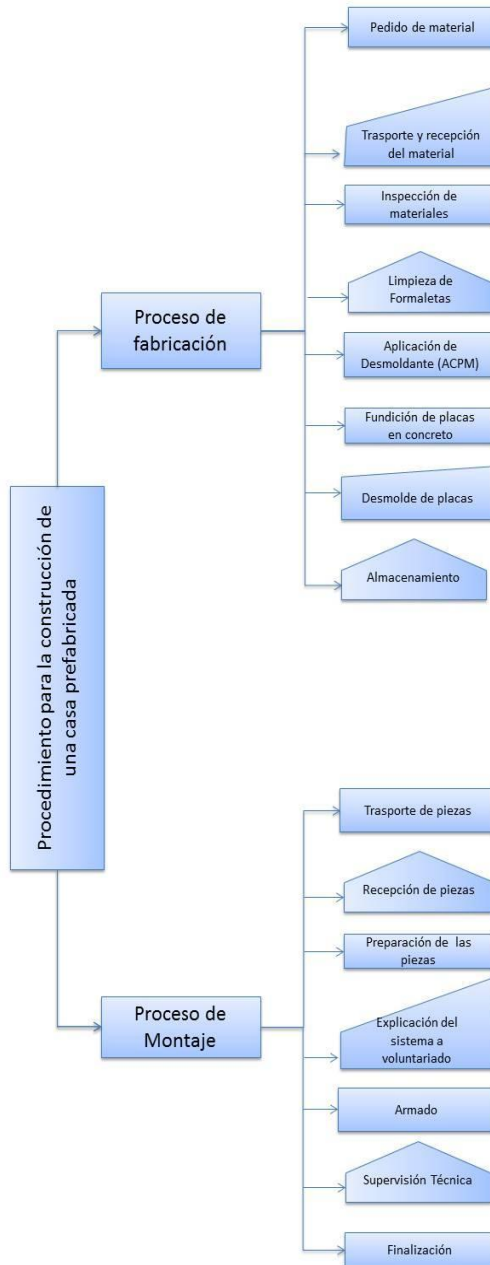 Procedimiento para la construcción de
una casa prefabricada
Proceso de
fabricación
Pedido de material
Trasporte y recepción
del material
Inspección de
materiales
Limpieza de
Formaletas
Aplicación de
Desmoldante (ACPM)
Fundición de placas
en concreto
Desmolde de placas
Almacenamiento
Proceso de
Montaje
Trasporte de piezas
Recepción de piezas
Preparación de las
piezas
Explicación del
sistema a
voluntariado
Armado
Supervisión Técnica
Finalización